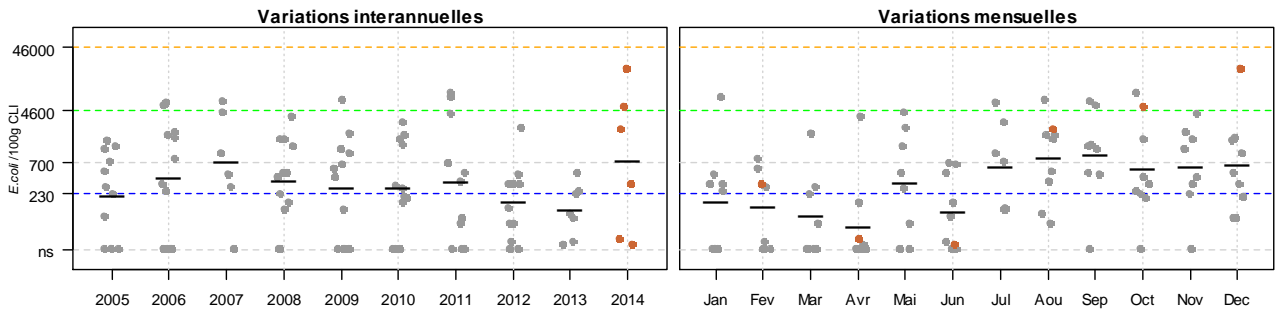 Variations interannuelles
Variations mensuelles
E.coli /100g CLI
46000
4600
700
230
ns
2005 2006 2007 2008 2009 2010 2011 2012 2013 2014
Jan Fev Mar Avr Mai Jun Jul Aou Sep Oct Nov Dec